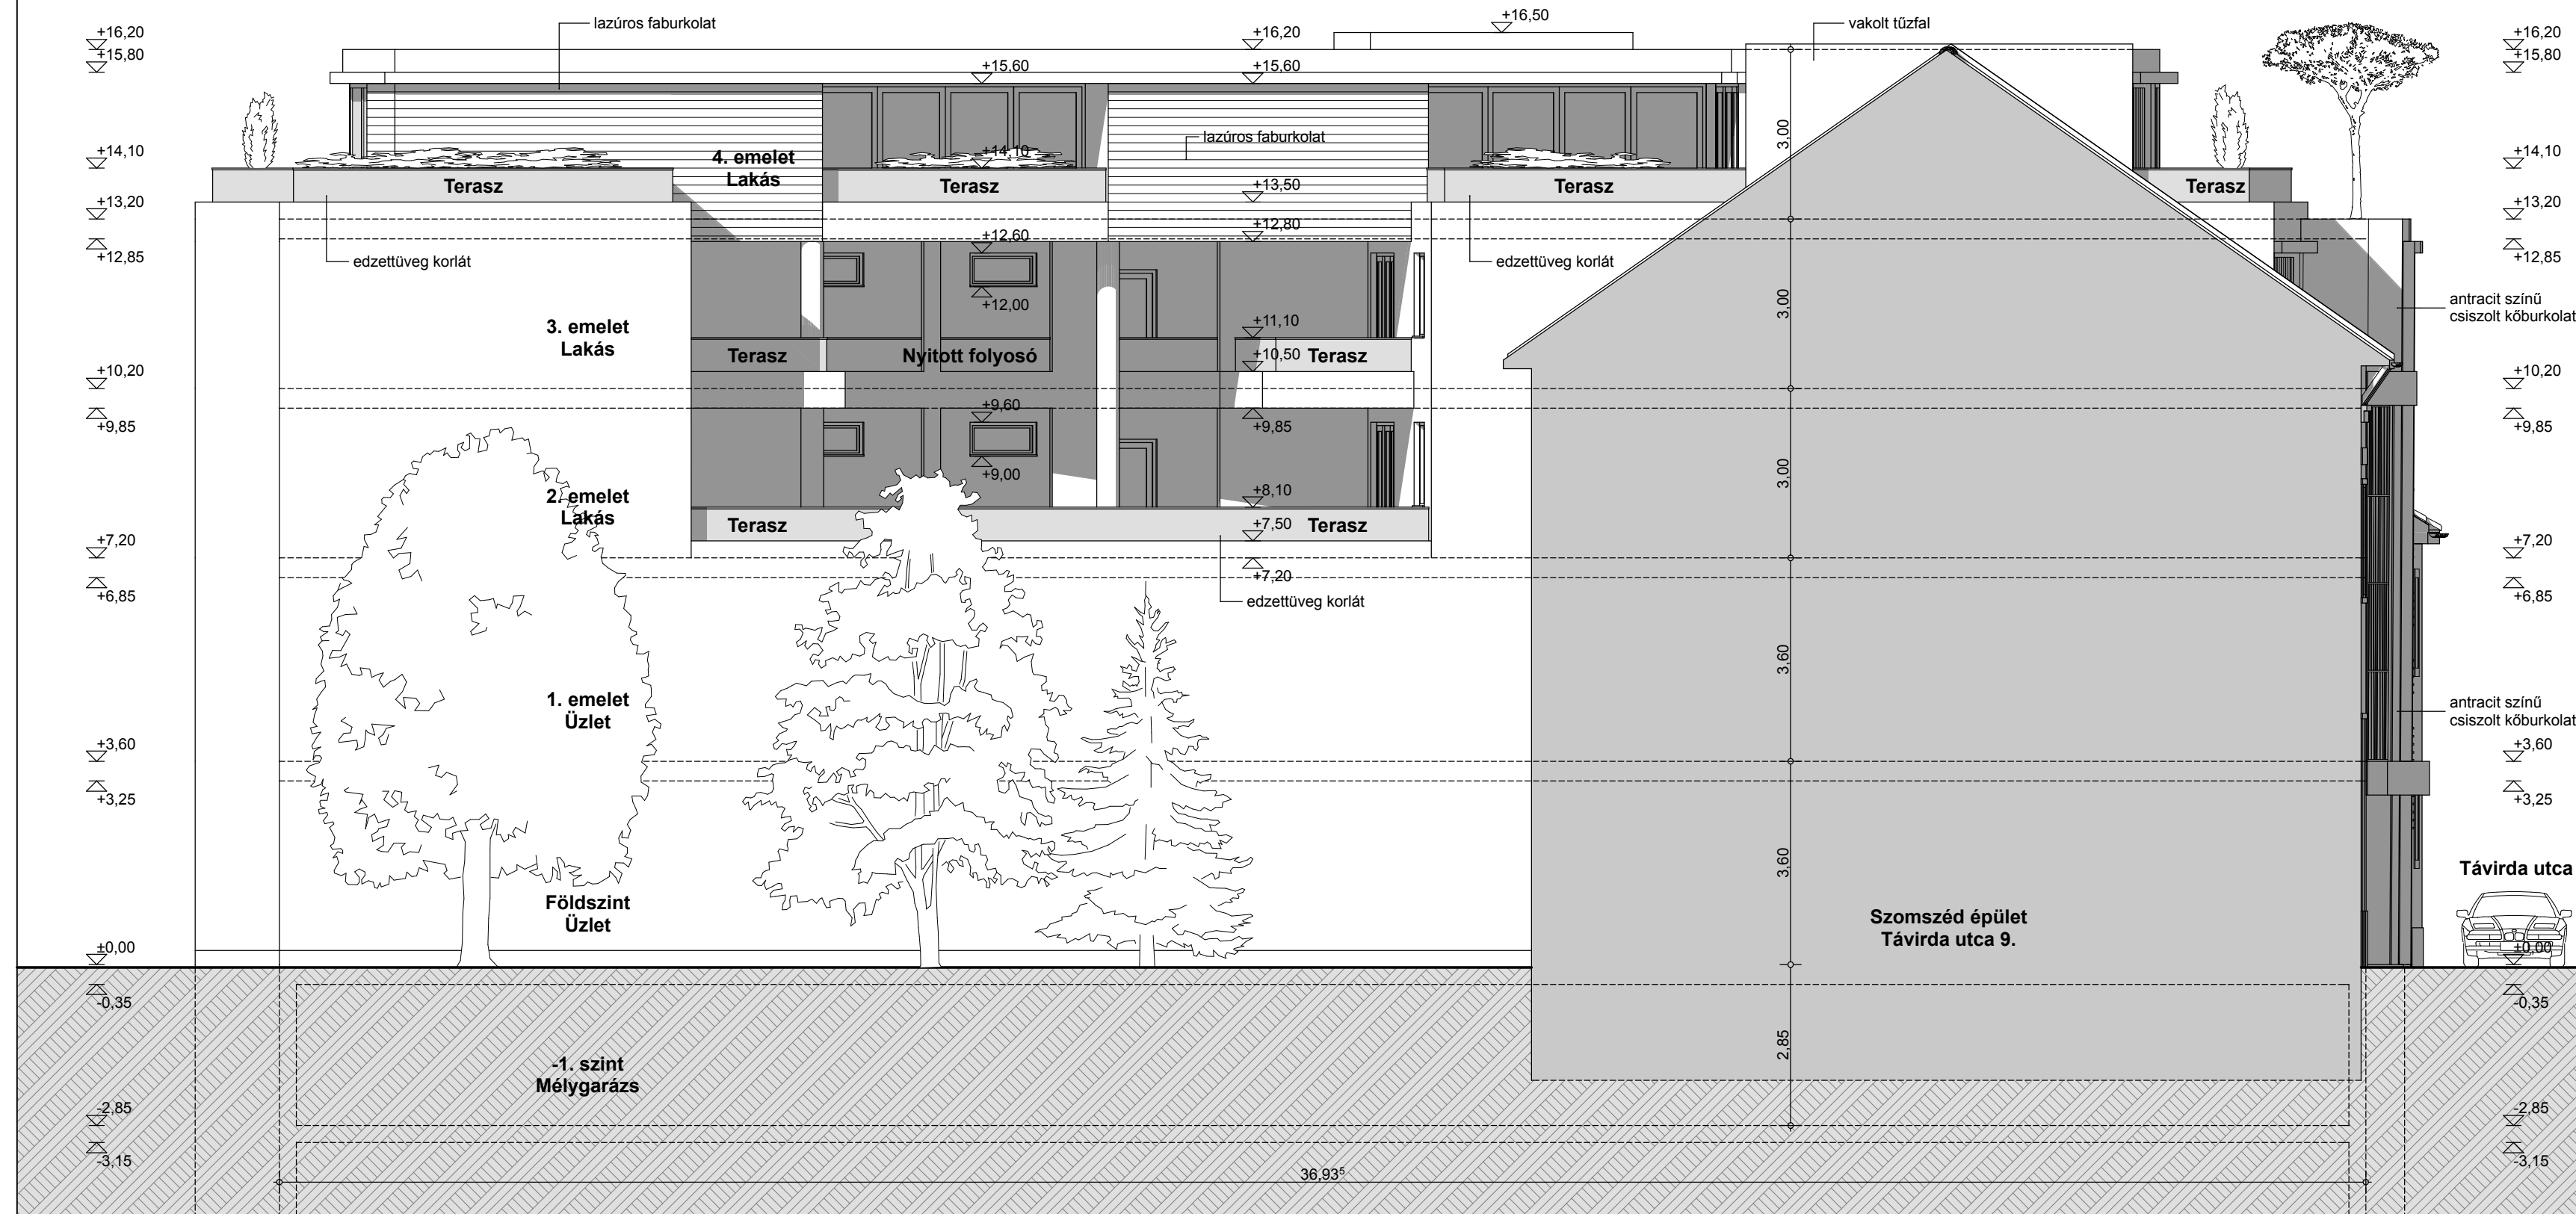 lazúros faburkolat
+16,50
vakolt tűzfal
+16,20
+15,80
+16,20
+16,20
+15,80
+15,60
+15,60
lazúros faburkolat
3,00
+14,10
4. emelet
Lakás
+14,10
+14,10
Terasz
Terasz
+13,50
Terasz
Terasz
+13,20
+13,20
+12,85
edzettüveg korlát
+12,60
+12,80
edzettüveg korlát
+12,85
+12,00
3,00
antracit színű
csiszolt kőburkolat
3. emelet
Lakás
+11,10
Terasz
Nyitott folyosó
+10,50
Terasz
+10,20
+10,20
+9,85
+9,60
+9,85
+9,85
+9,00
3,00
2. emelet
Lakás
+8,10
Terasz
+7,50
Terasz
+7,20
+7,20
+6,85
+7,20
+6,85
edzettüveg korlát
3,60
1. emelet
Üzlet
antracit színű
csiszolt kőburkolat
+3,60
+3,60
+3,25
+3,25
3,60
Távirda utca
Földszint
Üzlet
Szomszéd épület
Távirda utca 9.
±0,00
±0,00
-0,35
-0,35
2,85
-1. szint
Mélygarázs
-2,85
-2,85
-3,15
-3,15
36,93⁵